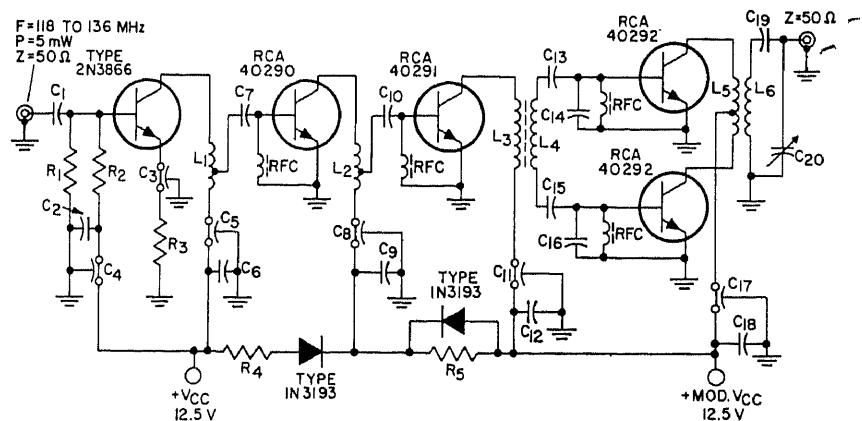 F=118 TO 136 MHz
P=5 mW
Z=50 Ω
TYPE
2N3866
RCA
40290
RCA
40291
RCA
40292
C19
Z=50 Ω
C1
C7
C10
C13
L5
L6
R1
R2
C3
L1
RFC
L2
RFC
L3
L4
C14
RFC
RCA
40292
C20
C2
C4
R3
C5
C6
C8
C9
C15
C16
RFC
C11
C12
C17
C18
TYPE
1N3193
R4
TYPE
1N3193
R5
+VCC
12.5 V
+MOD. VCC
12.5 V